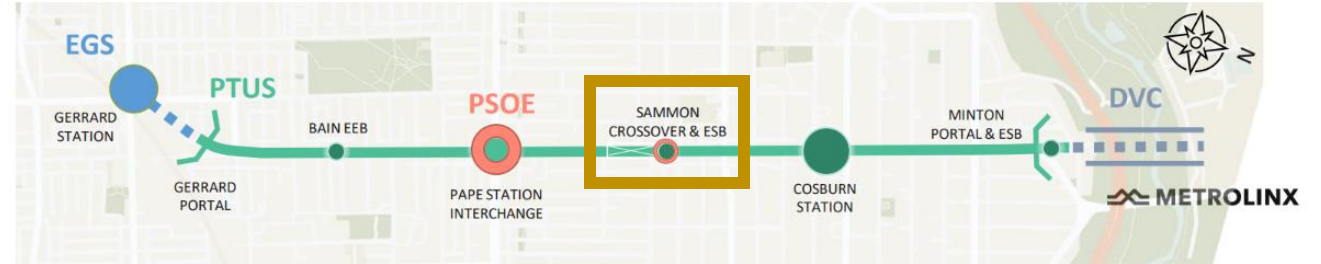 EGS
GERRARD
STATION
PTUS
GERRARD
PORTAL
BAIN EEB
PSOE
PAPE STATION
INTERCHANGE
SAMMON
CROSSOVER & ESB
COSBURN
STATION
MINTON
PORTAL & ESB
DVC
N
METROLINX